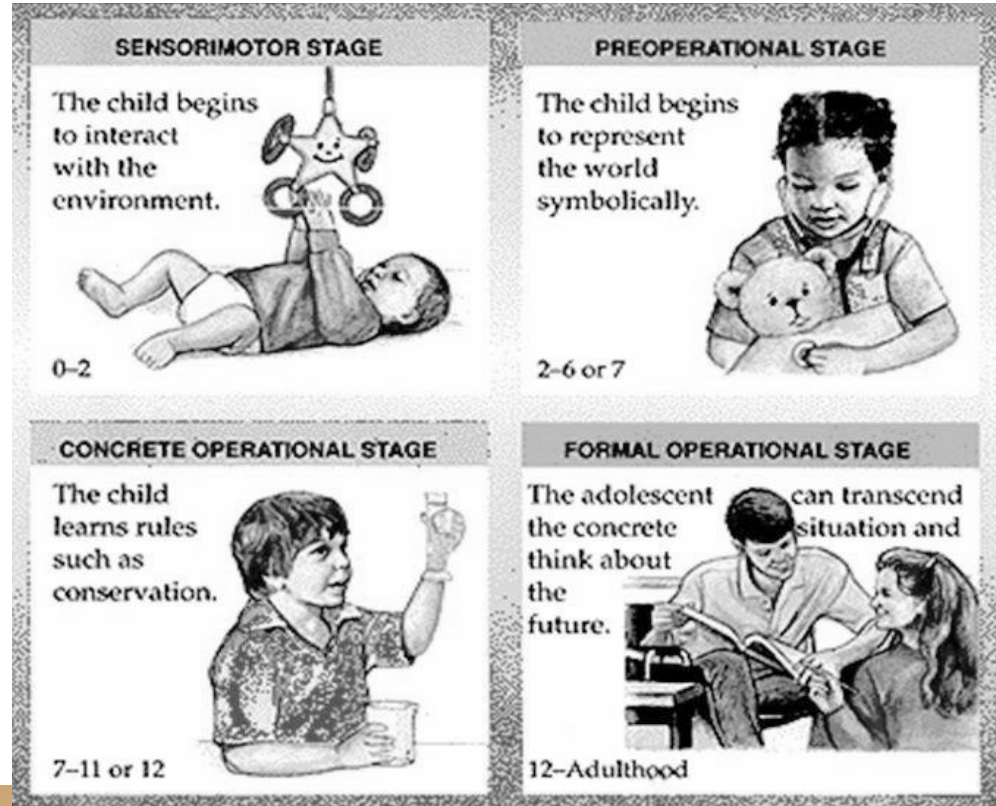 SENSORIMOTOR STAGE
The child begins
to interact
with the
environment.
0–2
PREOPERATIONAL STAGE
The child begins
to represent
the world
symbolically.
2–6 or 7
CONCRETE OPERATIONAL STAGE
The child
learns rules
such as
conservation.
7–11 or 12
FORMAL OPERATIONAL STAGE
The adolescent can transcend
the concrete situation and
think about
the
future.
12–Adulthood